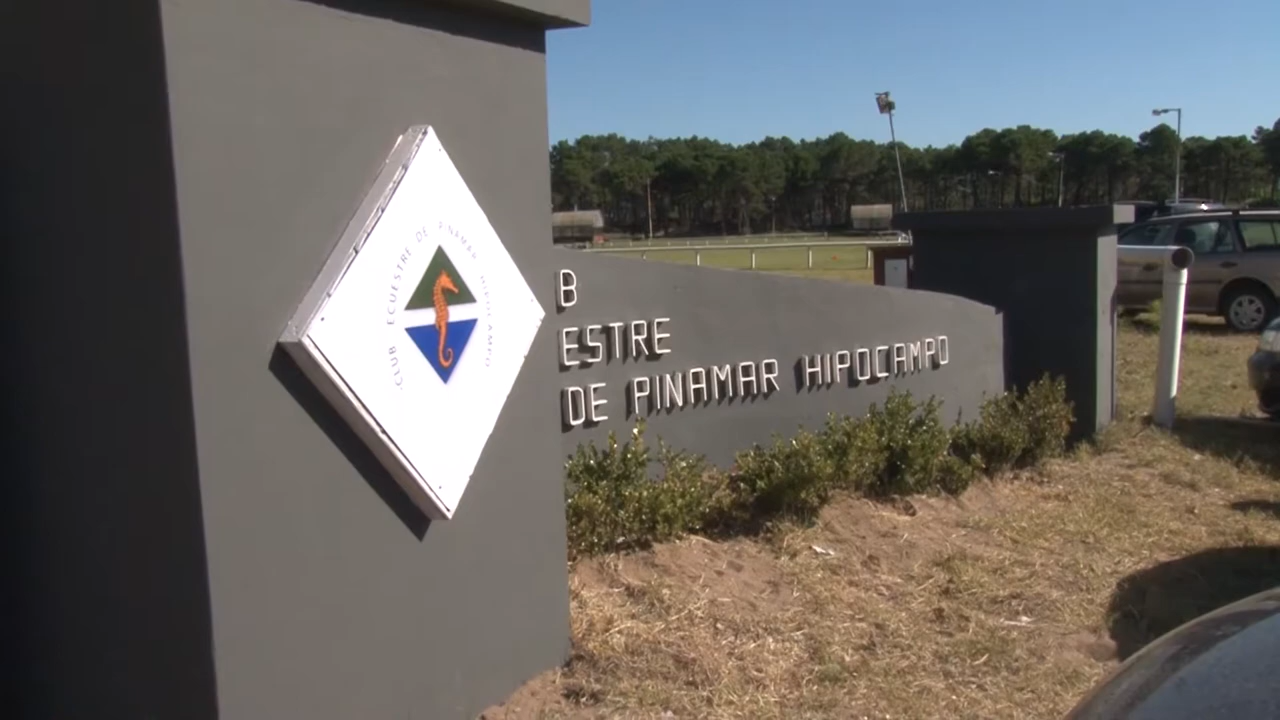 CLUB ECUESTRE DE PINAMAR HIPOCAMPO
B
ESTRE
DE PINAMAR HIPOCAMPO